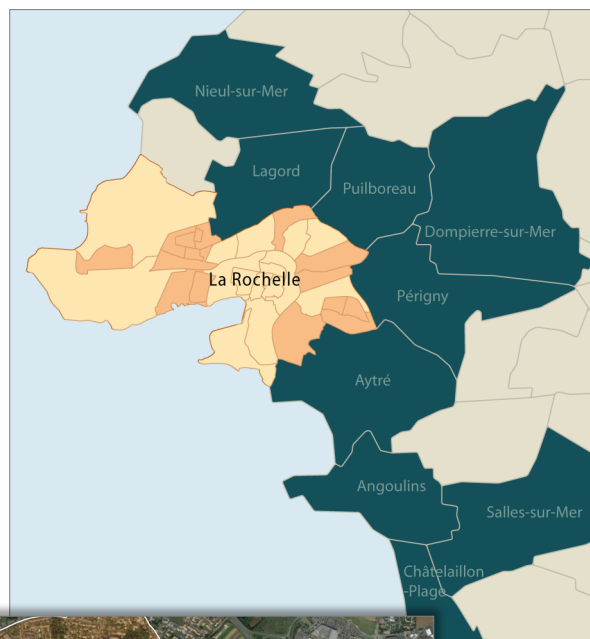 Nieul-sur-Mer
Lagord
Puilboreau
Dompierre-sur-Mer
La Rochelle
Périgny
Aytré
Angoulins
Salles-sur-Mer
Châtelaillon
-Plage